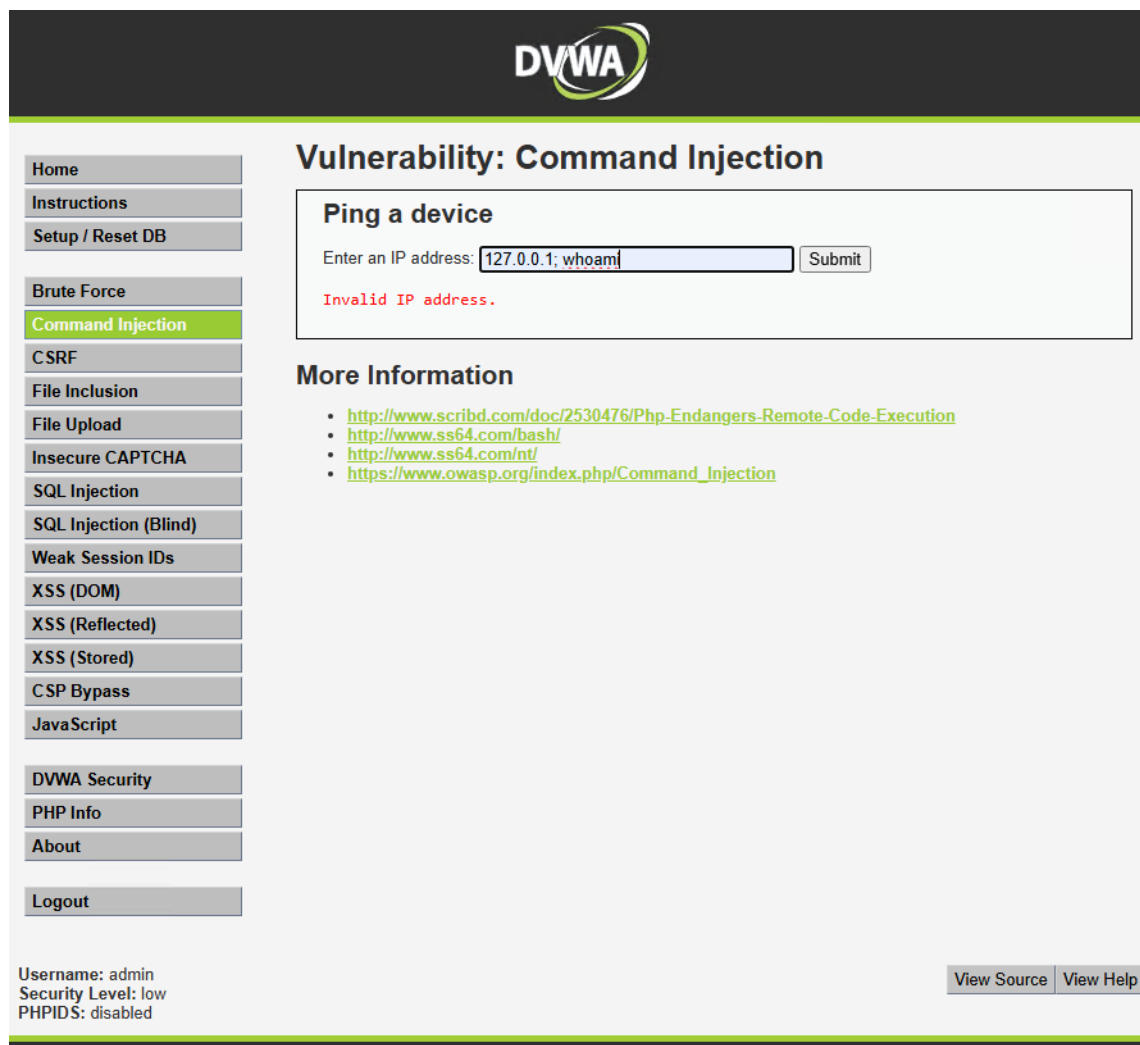 DVWA
Home
Instructions
Setup / Reset DB
Brute Force
Command Injection
CSRF
File Inclusion
File Upload
Insecure CAPTCHA
SQL Injection
SQL Injection (Blind)
Weak Session IDs
XSS (DOM)
XSS (Reflected)
XSS (Stored)
CSP Bypass
JavaScript
DVWA Security
PHP Info
About
Logout
Vulnerability: Command Injection
Ping a device
Enter an IP address: 127.0.0.1; whoami Submit
Invalid IP address.
More Information
http://www.scribd.com/doc/2530476/Php-Endangers-Remote-Code-Execution
http://www.ss64.com/bash/
http://www.ss64.com/nt/
https://www.owasp.org/index.php/Command_Injection
Username: admin
Security Level: low
PHPIDS: disabled
View Source View Help